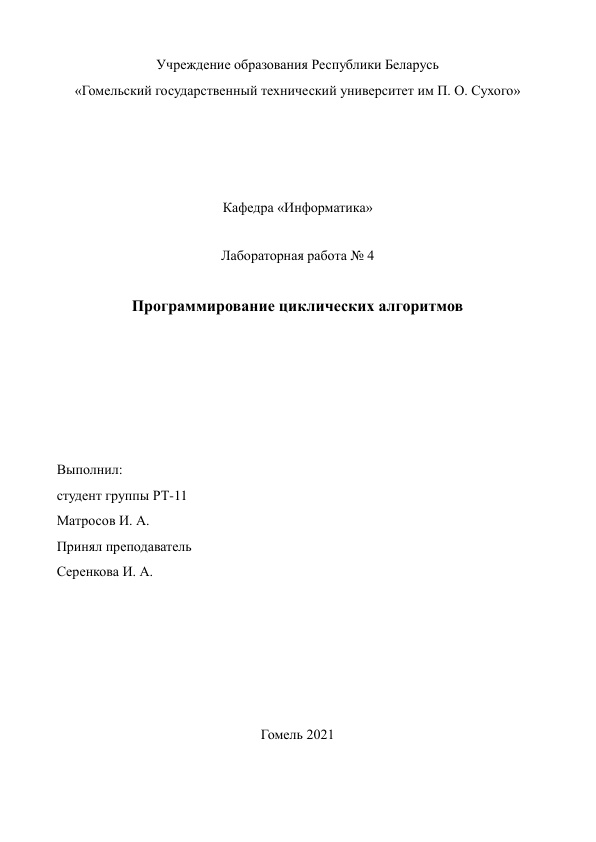 Учреждение образования Республики Беларусь
«Гомельский государственный технический университет им П. О. Сухого»
Кафедра «Информатика»
Лабораторная работа № 4
Программирование циклических алгоритмов
Выполнил:
студент группы РТ-11
Матросов И. А.
Принял преподаватель
Серенкова И. А.
Гомель 2021